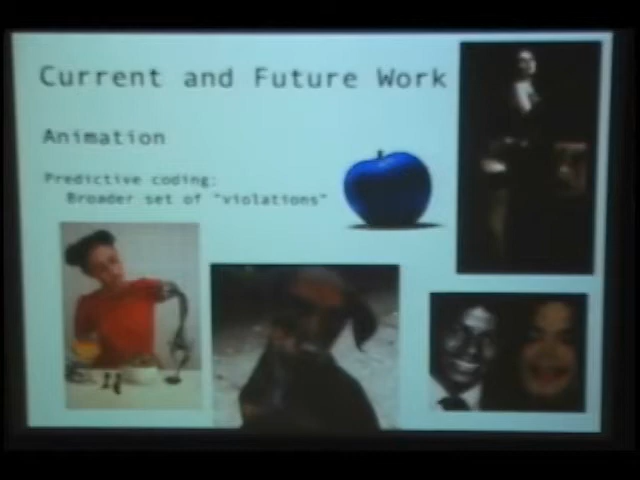 Current and Future Work
Animation
Predictive coding:
Broader set of "violations"